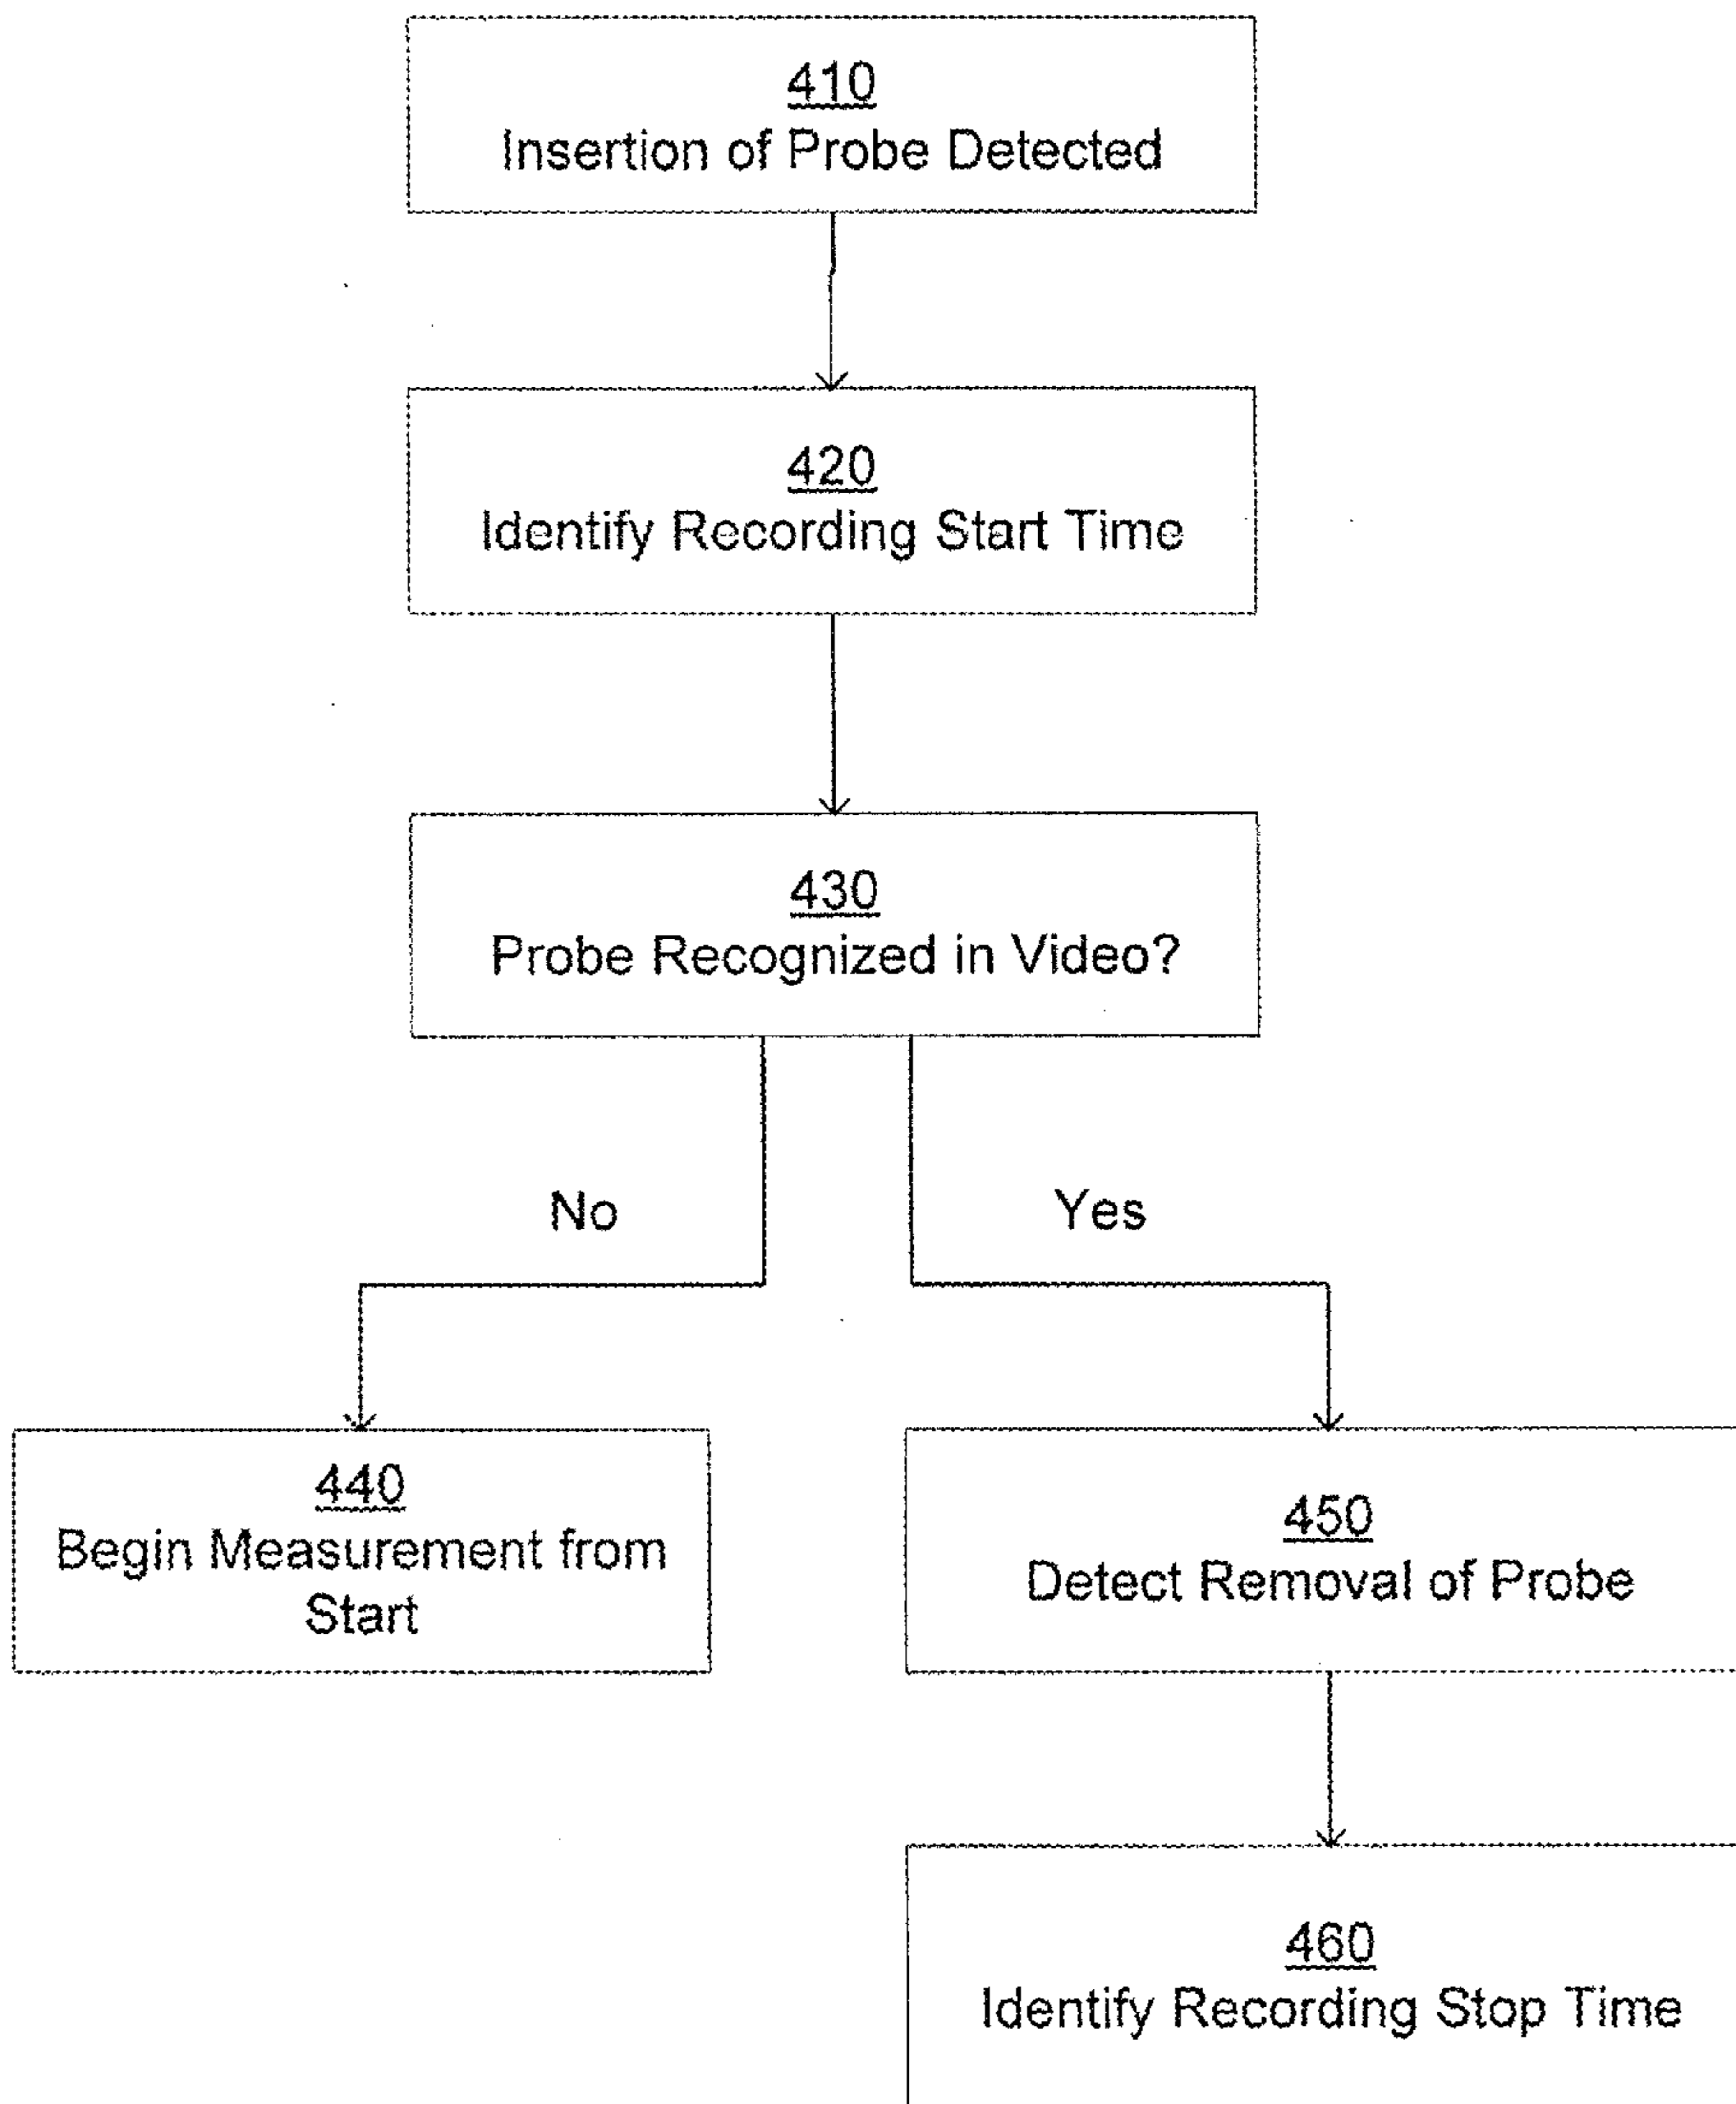 410
Insertion of Probe Detected
420
Identify Recording Start Time
430
Probe Recognized in Video?
No
Yes
440
Begin Measurement from
Start
450
Detect Removal of Probe
460
Identify Recording Stop Time